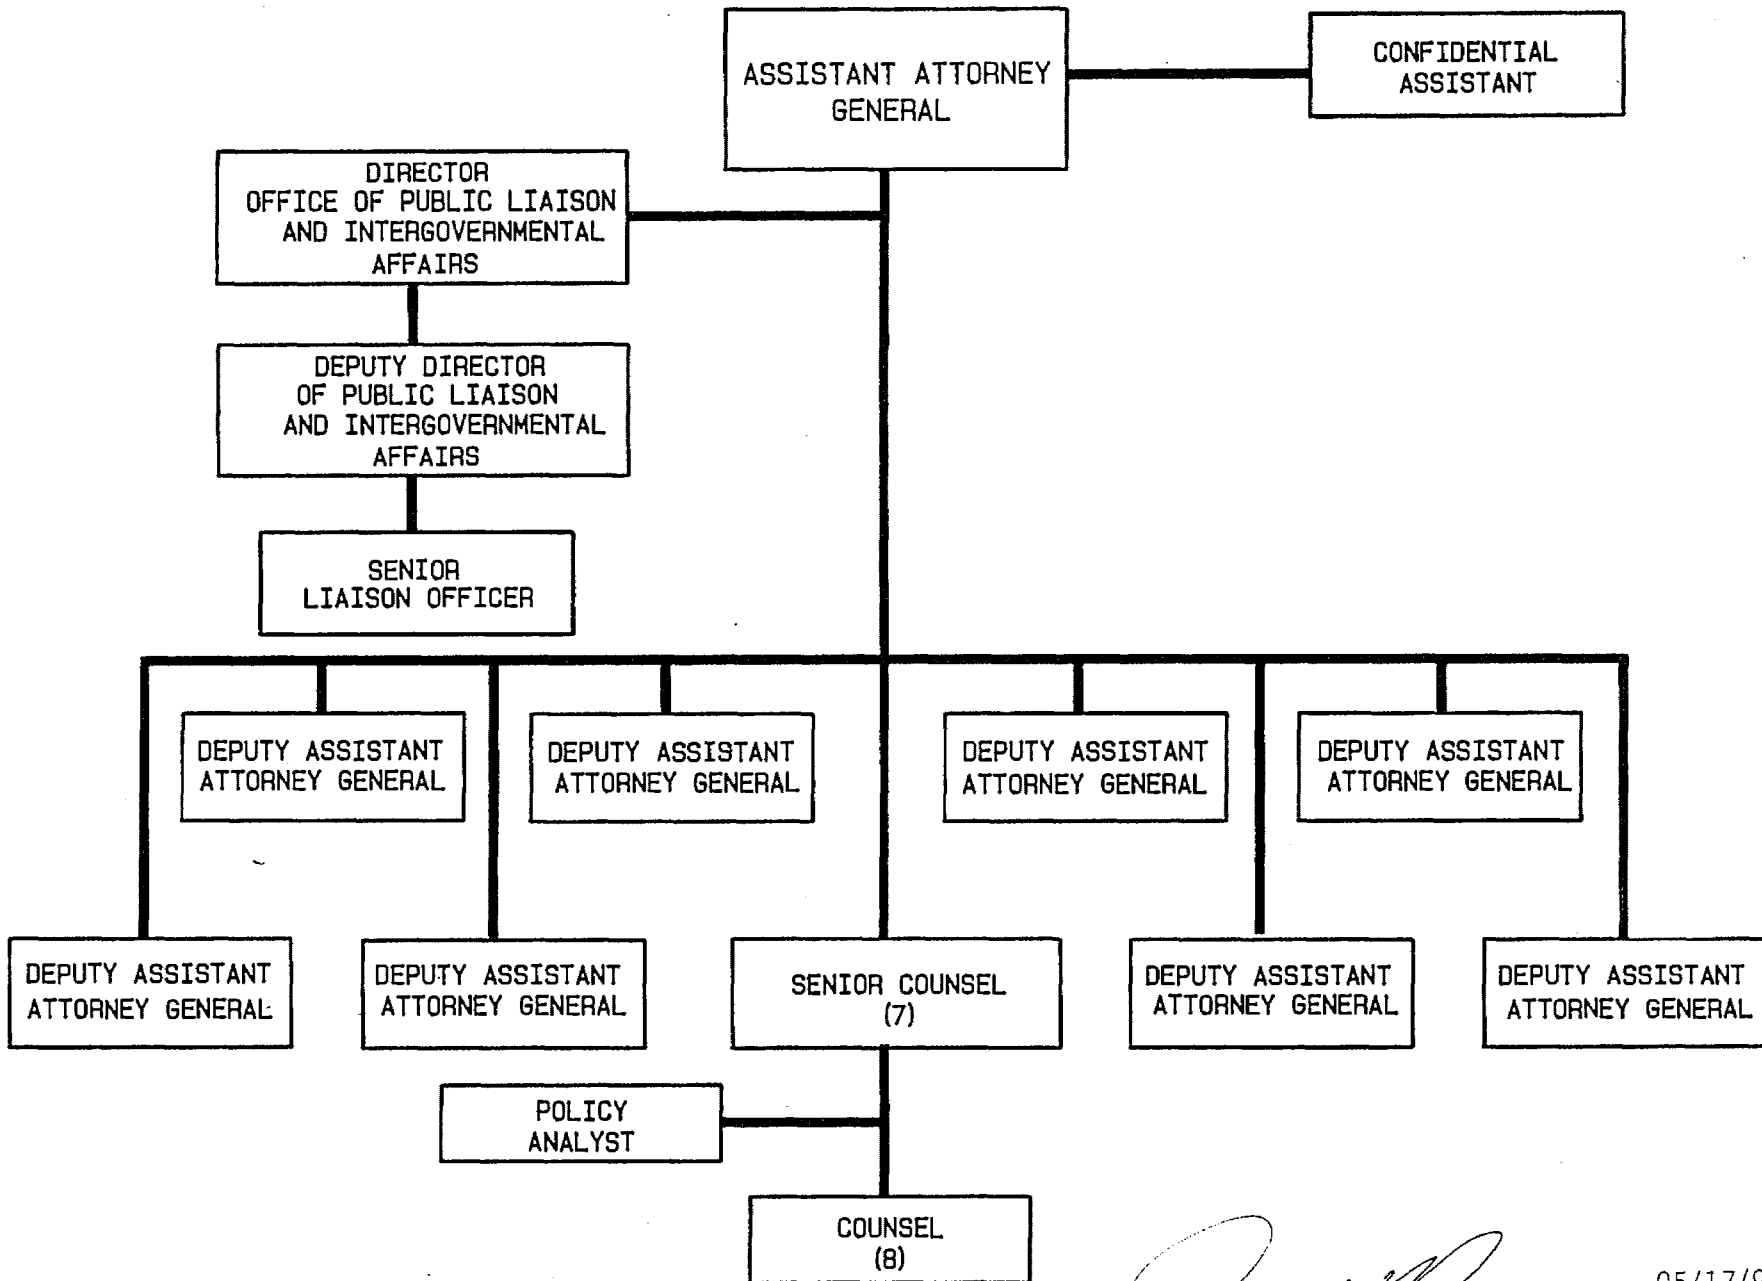 ASSISTANT ATTORNEY
GENERAL
CONFIDENTIAL
ASSISTANT
DIRECTOR
OFFICE OF PUBLIC LIAISON
AND INTERGOVERNMENTAL
AFFAIRS
DEPUTY DIRECTOR
OF PUBLIC LIAISON
AND INTERGOVERNMENTAL
AFFAIRS
SENIOR
LIAISON OFFICER
DEPUTY ASSISTANT
ATTORNEY GENERAL
DEPUTY ASSISTANT
ATTORNEY GENERAL
DEPUTY ASSISTANT
ATTORNEY GENERAL
DEPUTY ASSISTANT
ATTORNEY GENERAL
DEPUTY ASSISTANT
ATTORNEY GENERAL
DEPUTY ASSISTANT
ATTORNEY GENERAL
SENIOR COUNSEL
(7)
DEPUTY ASSISTANT
ATTORNEY GENERAL
DEPUTY ASSISTANT
ATTORNEY GENERAL
POLICY
ANALYST
COUNSEL
(8)